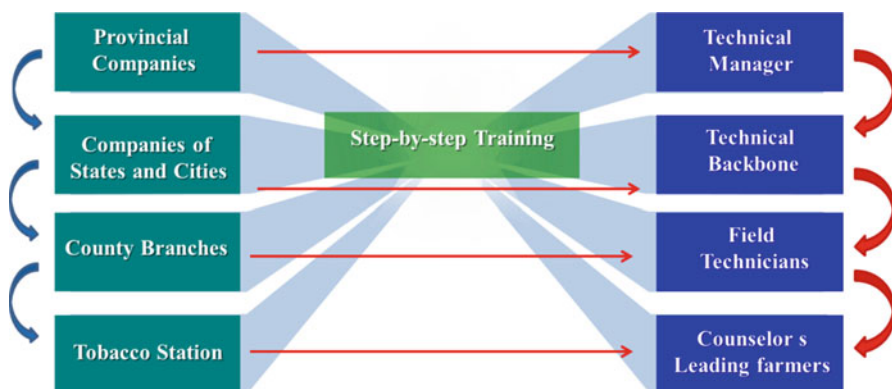 Provincial
Companies
Technical
Manager
Step-by-step Training
Companies of
States and Cities
Technical
Backbone
County Branches
Field
Technicians
Tobacco Station
Counselor s
Leading farmers